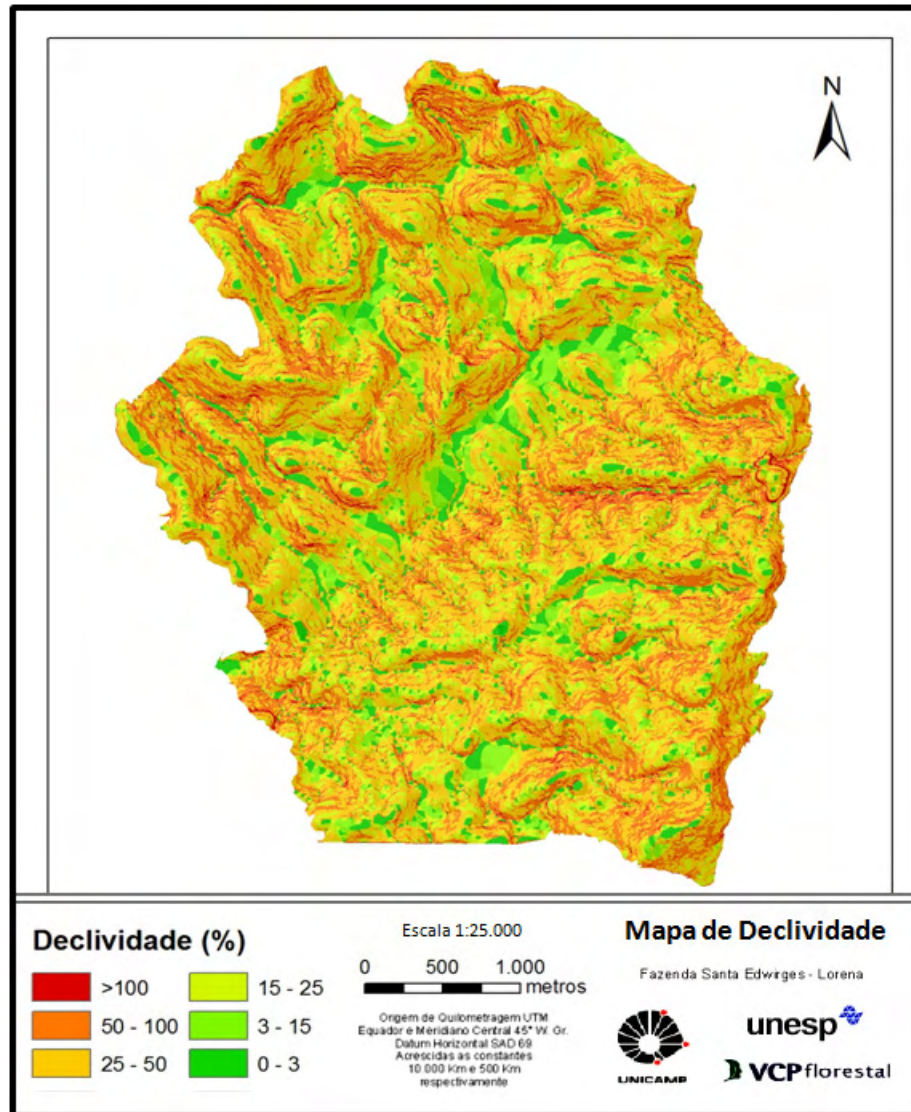 N
Declividade (%)
>100
50 - 100
25 - 50
15 - 25
3 - 15
0 - 3
Escala 1:25.000
0 500 1.000
metros
Origem de Quilometragem UTM
Equador e Meridiano Central 45° W. Gr.
Datum Horizontal SAD 69
Acrescidas as constantes
10.000 Km e 500 Km
respectivamente
Mapa de Declividade
Fazenda Santa Edwirges - Lorena
UNICAMP
unesp
VCPflorestal